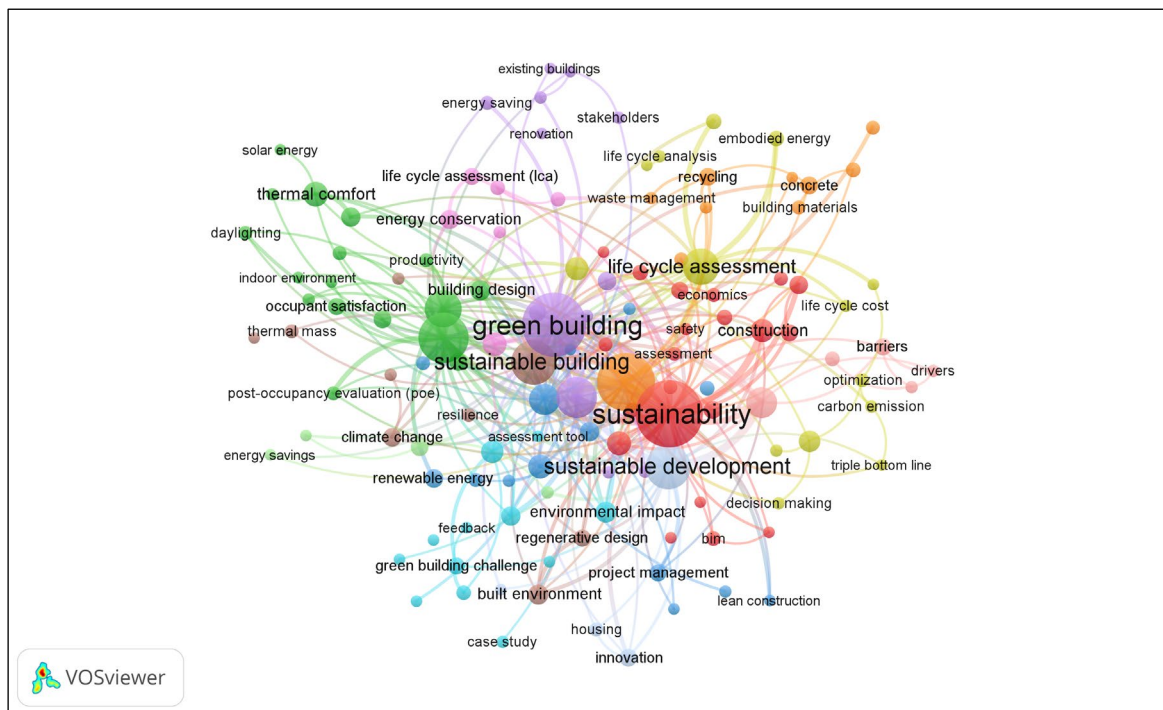 existing buildings
energy saving
stakeholders
renovation
embodied energy
solar energy
life cycle analysis
life cycle assessment (lca)
recycling
concrete
thermal comfort
waste management
building materials
energy conservation
daylighting
productivity
life cycle assessment
indoor environment
building design
economics
occupant satisfaction
life cycle cost
green building
safety
construction
thermal mass
sustainable building
assessment
barriers
drivers
optimization
post-occupancy evaluation (poe)
resilience
sustainability
carbon emission
climate change
assessment tool
energy savings
sustainable development
triple bottom line
renewable energy
decision making
environmental impact
feedback
regenerative design
bim
green building challenge
project management
built environment
lean construction
housing
case study
innovation
VOSviewer